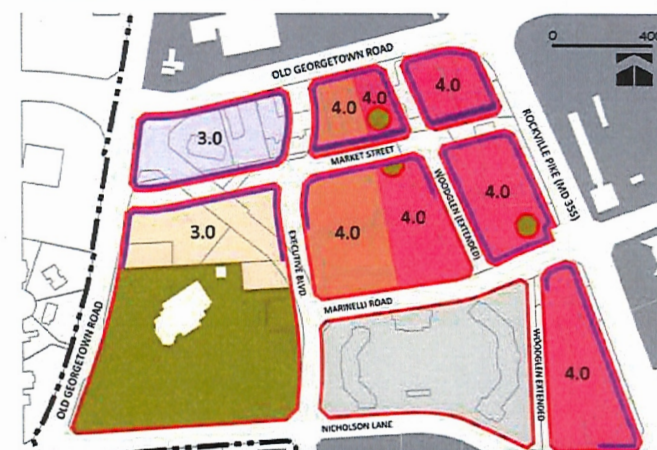 0 400
OLD GEORGETOWN ROAD
4.0
4.0
4.0
3.0
MARKET STREET
ROCKVILLE PIKE (MD 355)
WOODGLEN (EXTENDED)
4.0
3.0
4.0
4.0
EXECUTIVE BLVD
MARINELLI ROAD
OLD GEORGETOWN ROAD
WOODGLEN EXTENDED
4.0
NICHOLSON LANE